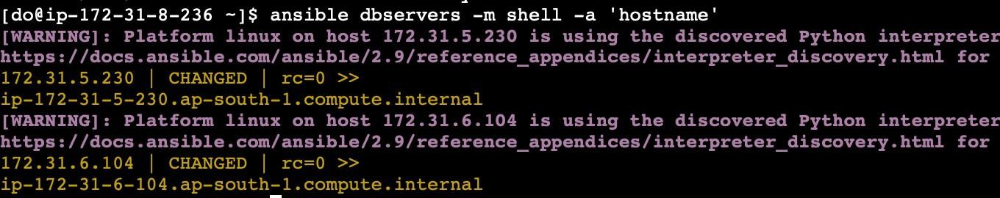 [do@ip-172-31-8-236 ~]$ ansible dbservers -m shell -a 'hostname'
[WARNING]: Platform linux on host 172.31.5.230 is using the discovered Python interpreter
https://docs.ansible.com/ansible/2.9/reference_appendices/interpreter_discovery.html for
172.31.5.230 | CHANGED | rc=0 >>
ip-172-31-5-230.ap-south-1.compute.internal
[WARNING]: Platform linux on host 172.31.6.104 is using the discovered Python interpreter
https://docs.ansible.com/ansible/2.9/reference_appendices/interpreter_discovery.html for
172.31.6.104 | CHANGED | rc=0 >>
ip-172-31-6-104.ap-south-1.compute.internal